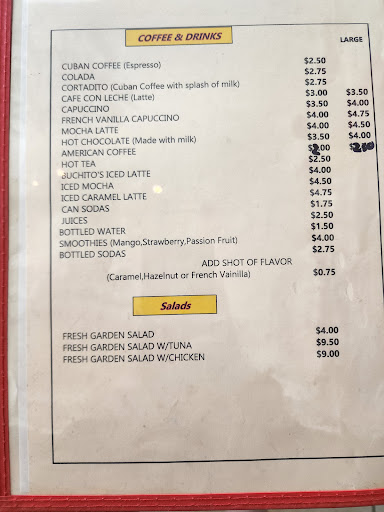 COFFEE & DRINKS
LARGE
CUBAN COFFEE (Espresso) $2.50
COLADA $2.75
CORTADITO (Cuban Coffee with splash of milk) $2.75
CAFE CON LECHE (Latte) $3.00 $3.50
CAPUCCINO $3.50 $4.00
FRENCH VANILLA CAPUCCINO $4.00 $4.75
MOCHA LATTE $4.00 $4.50
HOT CHOCOLATE (Made with milk) $3.50 $4.00
AMERICAN COFFEE $2.00
HOT TEA $2.50
BUCHITO'S ICED LATTE $4.00
ICED MOCHA $4.50
ICED CARAMEL LATTE $4.75
CAN SODAS $1.75
JUICES $2.50
BOTTLED WATER $1.50
SMOOTHIES (Mango,Strawberry,Passion Fruit) $4.00
BOTTLED SODAS $2.75
ADD SHOT OF FLAVOR
(Caramel,Hazelnut or French Vainilla) $0.75
Salads
FRESH GARDEN SALAD $4.00
FRESH GARDEN SALAD W/TUNA $9.50
FRESH GARDEN SALAD W/CHICKEN $9.00